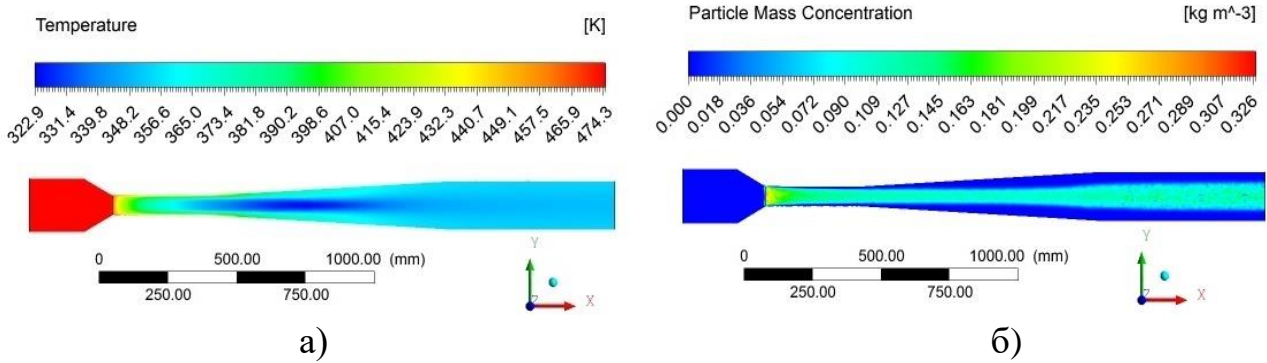 Temperature [K]
322.9 331.4 339.8 348.2 356.6 365.0 373.4 381.8 390.2 398.6 407.0 415.4 423.9 432.3 440.7 449.1 457.5 465.9 474.3
0 500.00 1000.00 (mm)
250.00 750.00
Y
Z X
а)
Particle Mass Concentration [kg m^-3]
0.000 0.018 0.036 0.054 0.072 0.090 0.109 0.127 0.145 0.163 0.181 0.199 0.217 0.235 0.253 0.271 0.289 0.307 0.326
0 500.00 1000.00 (mm)
250.00 750.00
Y
Z X
б)